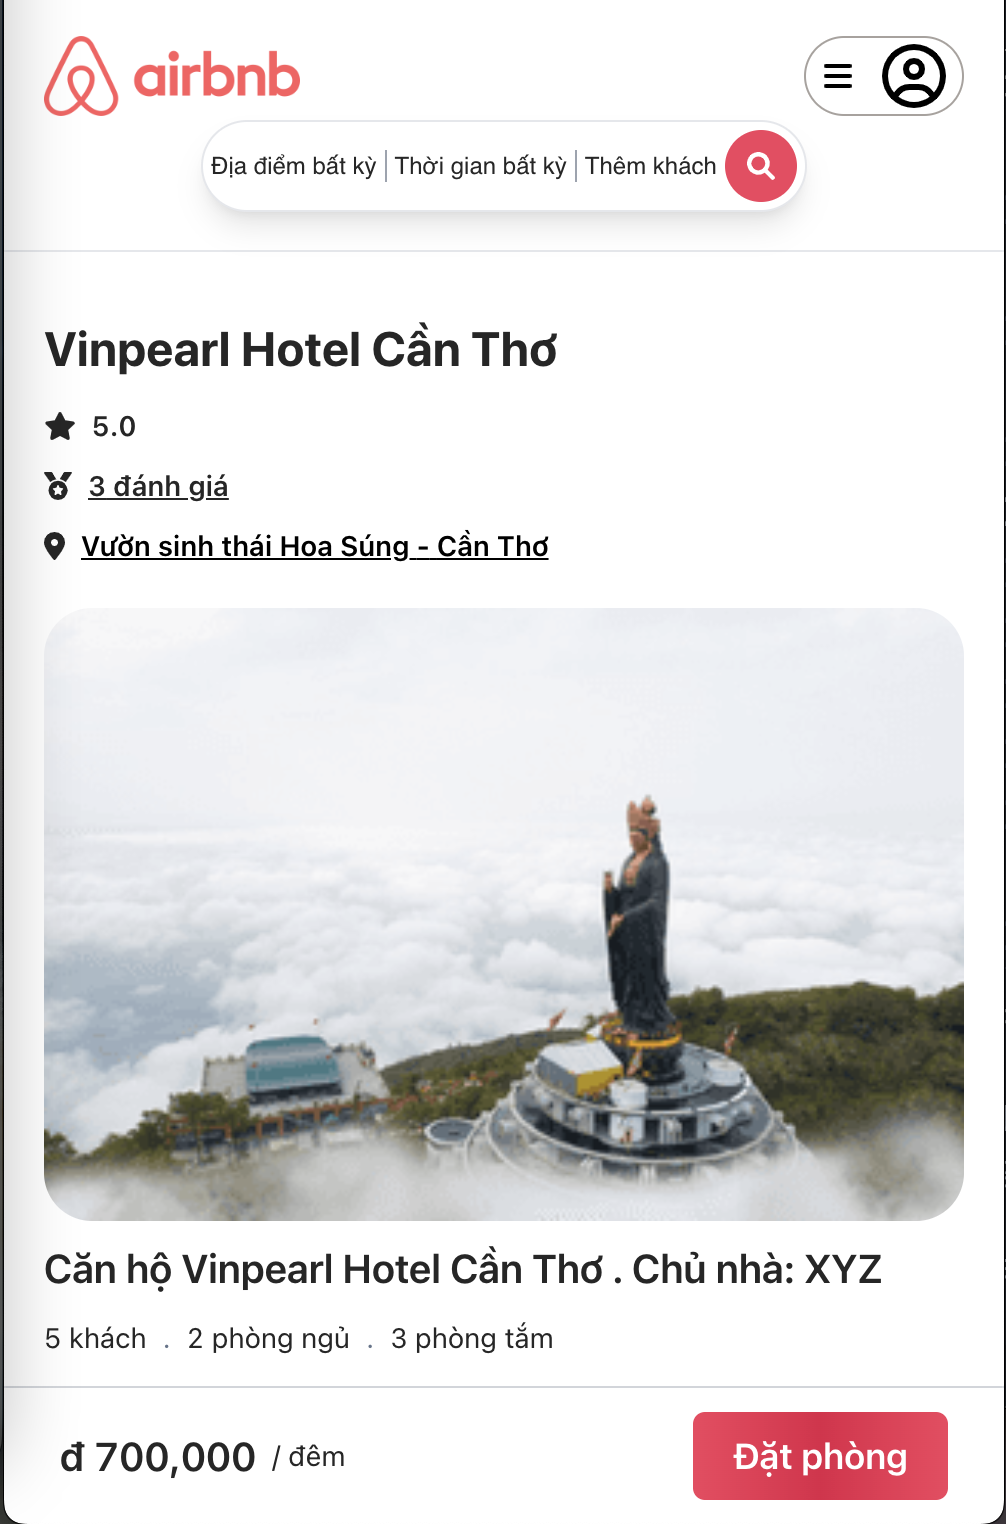 airbnb
Địa điểm bất kỳ | Thời gian bất kỳ | Thêm khách
Vinpearl Hotel Cần Thơ
5.0
3 đánh giá
Vườn sinh thái Hoa Súng - Cần Thơ
Căn hộ Vinpearl Hotel Cần Thơ . Chủ nhà: XYZ
5 khách . 2 phòng ngủ . 3 phòng tắm
đ 700,000 / đêm
Đặt phòng